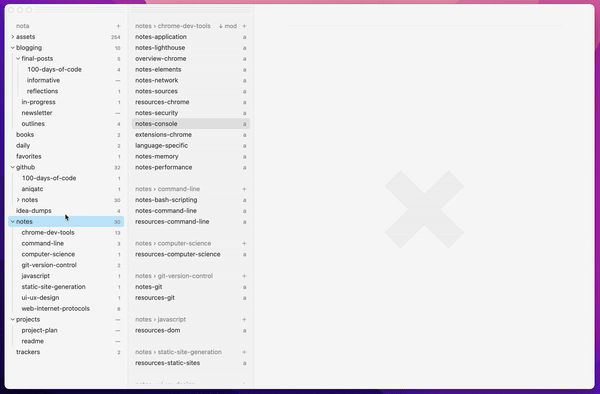 nota +
assets 254
blogging 10
final-posts 5
100-days-of-code 4
informative —
reflections 1
in-progress 1
newsletter —
outlines 4
books 2
daily 2
favorites 1
github 32
100-days-of-code 1
aniqatc 1
notes 30
idea-dumps 4
notes 30
chrome-dev-tools 13
command-line 3
computer-science 1
git-version-control 2
javascript 1
static-site-generation 1
ui-ux-design 1
web-internet-protocols 8
projects —
project-plan —
readme —
trackers 2
notes › chrome-dev-tools ↓ mod +
notes-application a
notes-lighthouse a
overview-chrome a
notes-elements a
notes-network a
notes-sources a
resources-chrome a
notes-security a
notes-console a
extensions-chrome a
language-specific a
notes-memory a
notes-performance a
notes › command-line +
notes-bash-scripting a
notes-command-line a
resources-command-line a
notes › computer-science +
resources-computer-science a
notes › git-version-control +
notes-git a
resources-git a
notes › javascript +
resources-dom a
notes › static-site-generation +
resources-static-sites a